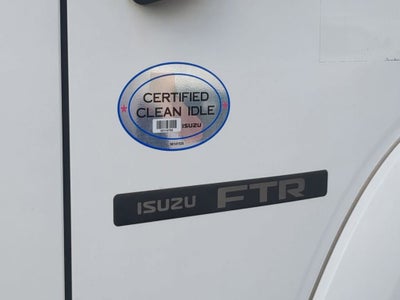 CERTIFIED
CLEAN IDLE
ISUZU
ISUZU FTR